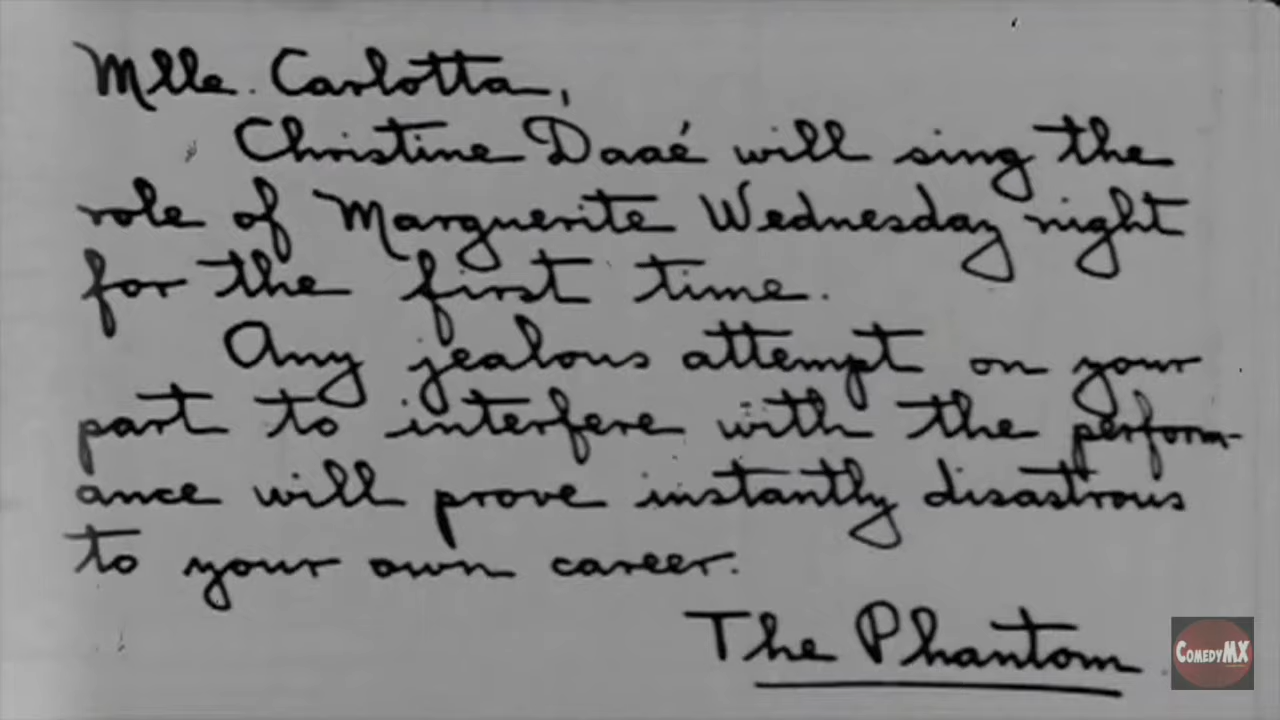 Mlle. Carlotta,
Christine Daaé will sing the
role of Marguerite Wednesday night
for the first time.
Any jealous attempt on your
part to interfere with the perform-
ance will prove instantly disastrous
to your own career.
The Phantom
COMEDYMX